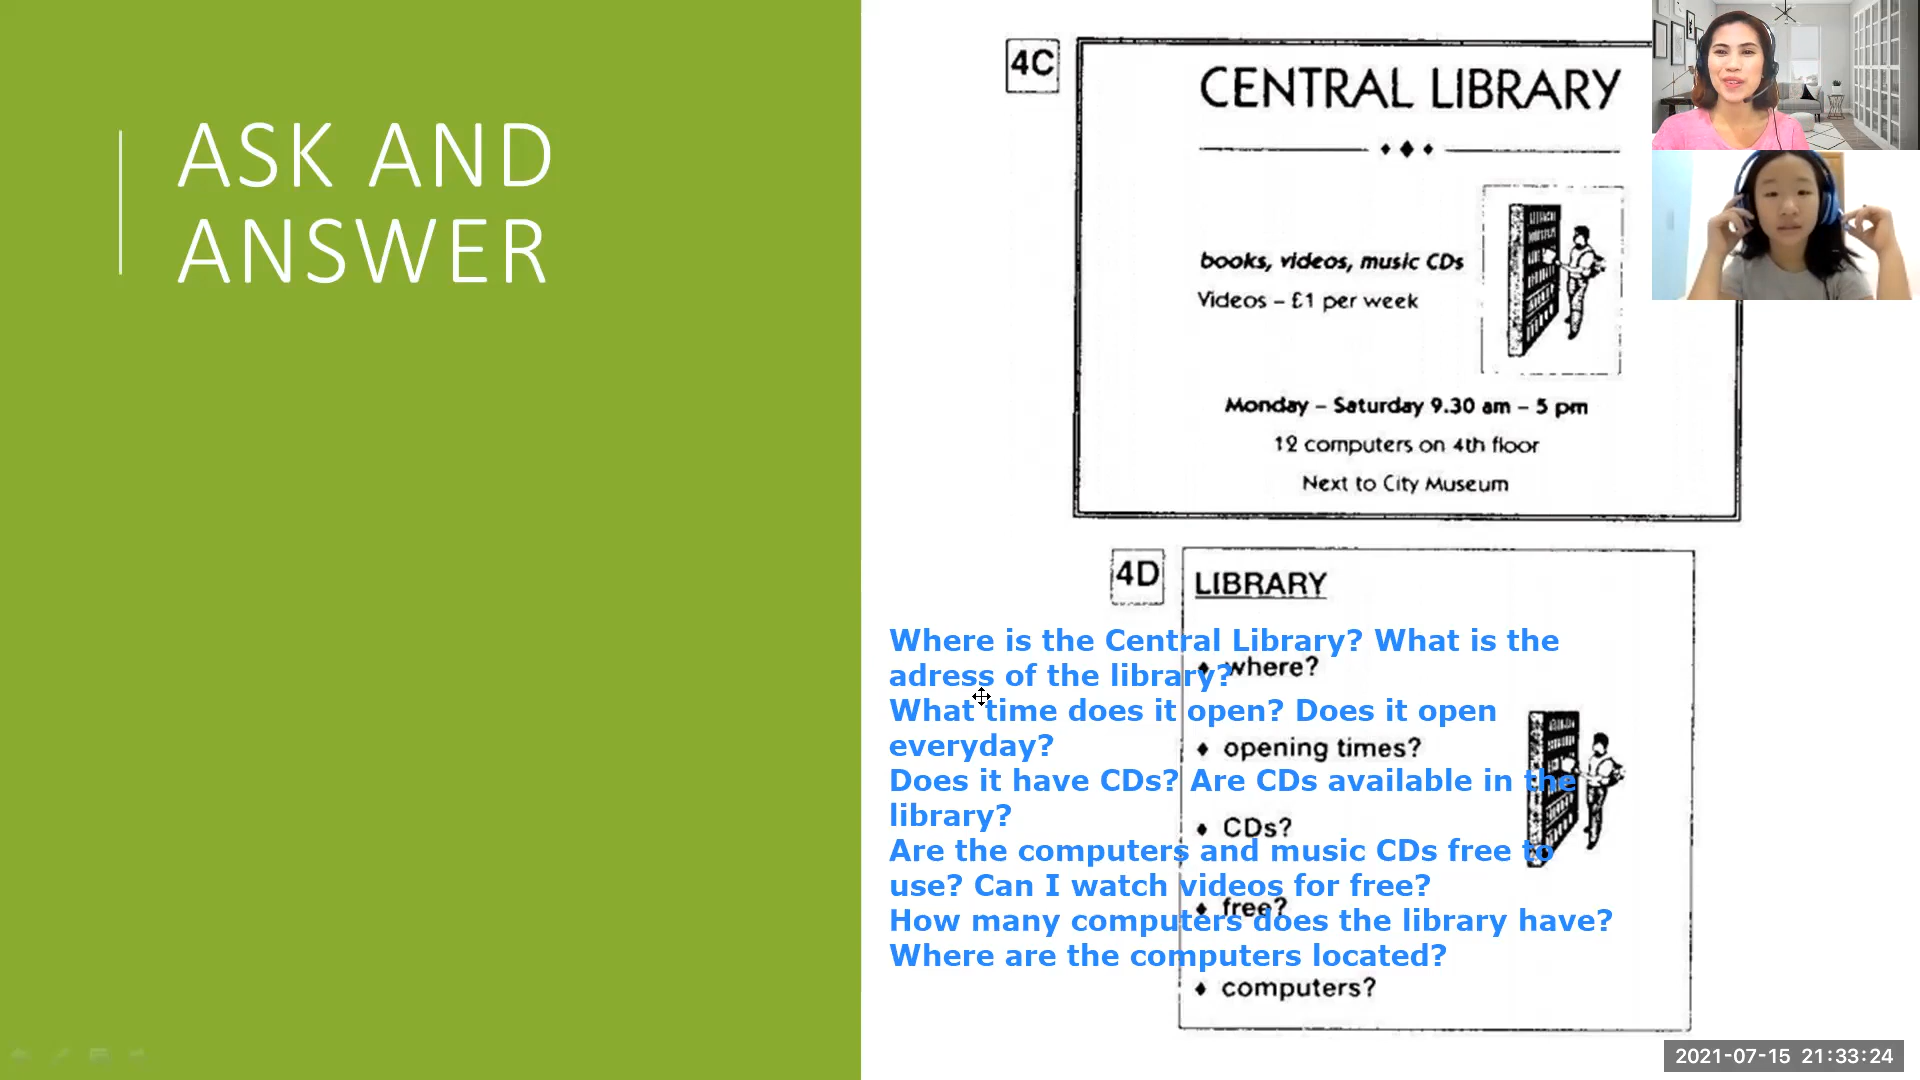 ASK AND
ANSWER
4C
CENTRAL LIBRARY
books, videos, music CDs
Videos – £1 per week
Monday – Saturday 9.30 am – 5 pm
12 computers on 4th floor
Next to City Museum
4D
LIBRARY
Where is the Central Library? What is the
adress of the library?
♦ where?
What time does it open? Does it open
everyday?
♦ opening times?
Does it have CDs? Are CDs available in the
library?
♦ CDs?
Are the computers and music CDs free to
use? Can I watch videos for free?
♦ free?
How many computers does the library have?
Where are the computers located?
♦ computers?
2021-07-15 21:33:24